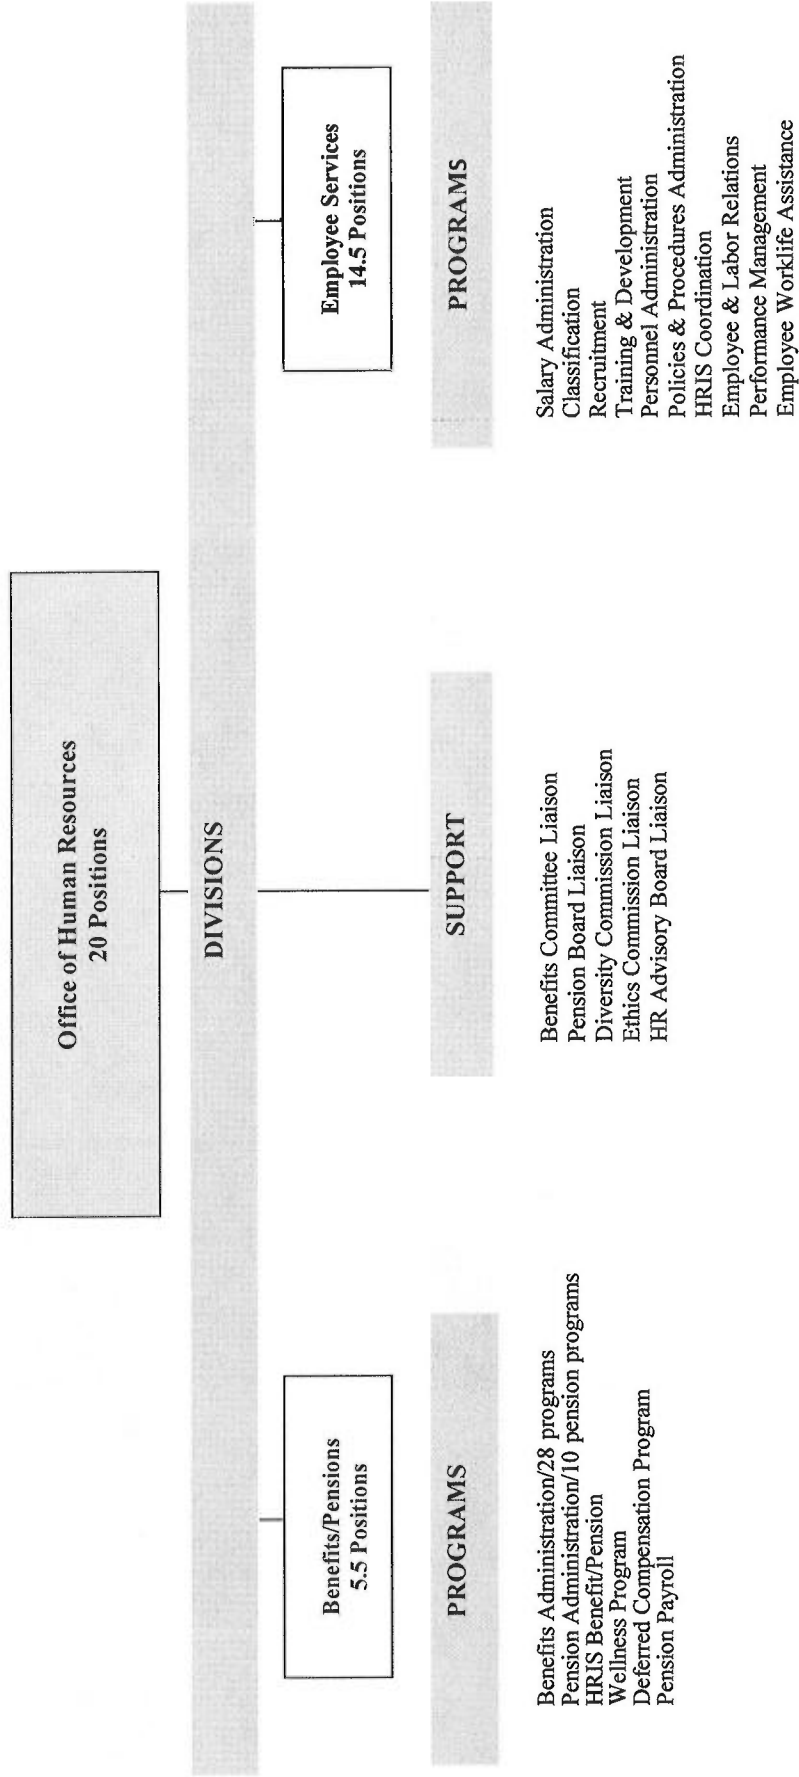 Office of Human Resources
20 Positions
DIVISIONS
Benefits/Pensions
5.5 Positions
PROGRAMS
Benefits Administration/28 programs
Pension Administration/10 pension programs
HRIS Benefit/Pension
Wellness Program
Deferred Compensation Program
Pension Payroll
SUPPORT
Benefits Committee Liaison
Pension Board Liaison
Diversity Commission Liaison
Ethics Commission Liaison
HR Advisory Board Liaison
Employee Services
14.5 Positions
PROGRAMS
Salary Administration
Classification
Recruitment
Training & Development
Personnel Administration
Policies & Procedures Administration
HRIS Coordination
Employee & Labor Relations
Performance Management
Employee Worklife Assistance